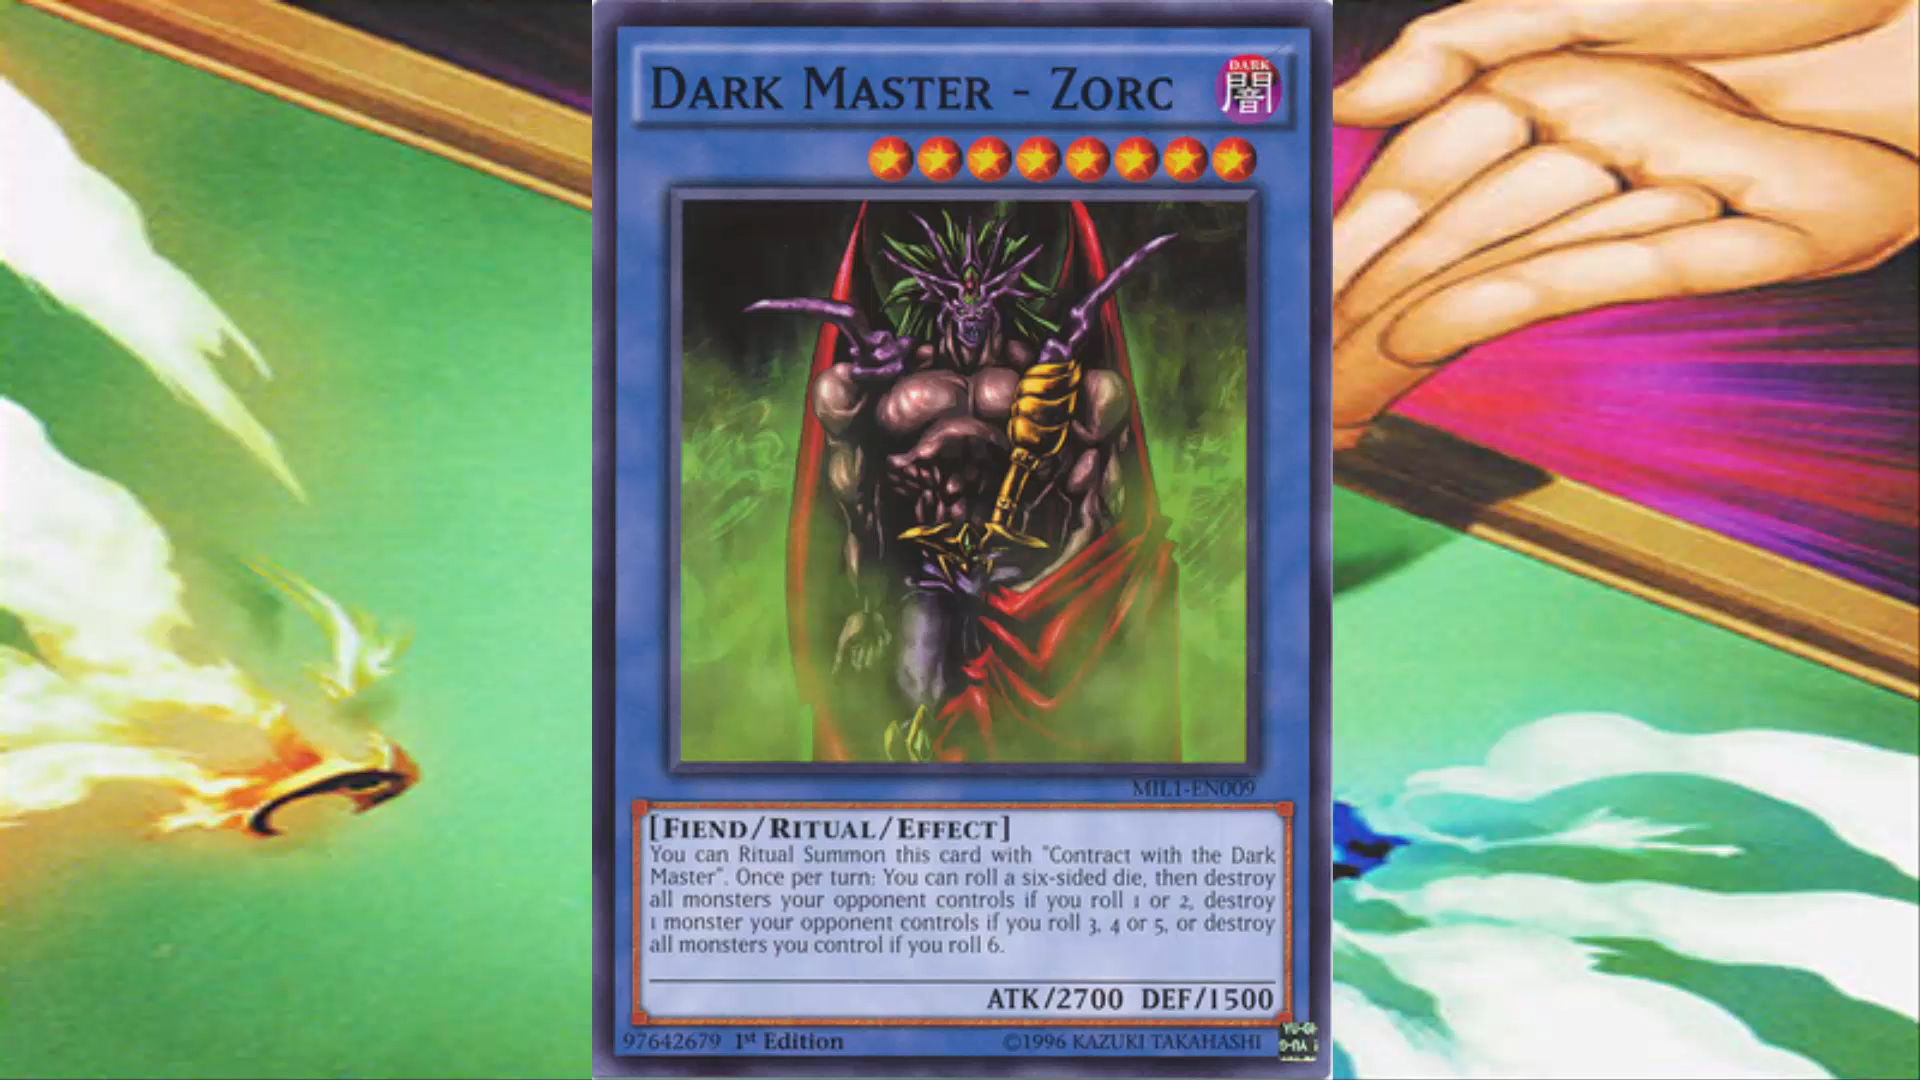 DARK MASTER - ZORC
DARK
闇
MIL1-EN009
[FIEND/RITUAL/EFFECT]
You can Ritual Summon this card with "Contract with the Dark
Master". Once per turn: You can roll a six-sided die, then destroy
all monsters your opponent controls if you roll 1 or 2, destroy
1 monster your opponent controls if you roll 3, 4 or 5, or destroy
all monsters you control if you roll 6.
ATK/2700 DEF/1500
97642679 1st Edition ©1996 KAZUKI TAKAHASHI